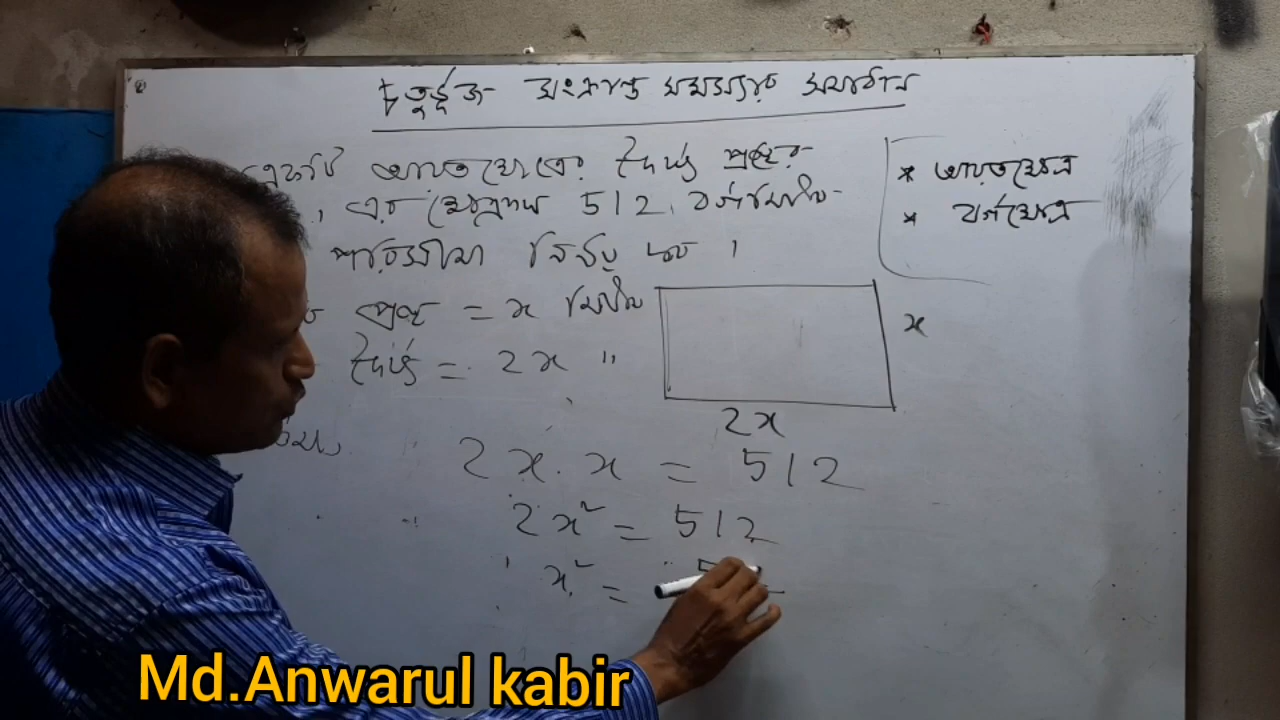 চতুর্ভূজ সংক্রান্ত সমস্যার সমাধান
একটি আয়তক্ষেত্রের দৈর্ঘ্য প্রস্থের
, এর ক্ষেত্রফল 512 বর্গমিটার
পরিসীমা নির্ণয় কর ।
* আয়তক্ষেত্র
* বর্গক্ষেত্র
প্রস্থ = x মিটার
দৈর্ঘ্য = 2x "
x
2x
2x . x = 512
2x² = 512
x² =
Md.Anwarul kabir